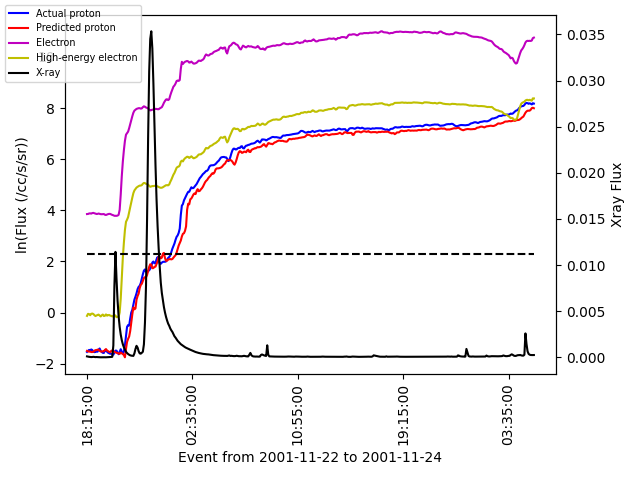 Actual proton
Predicted proton
Electron
High-energy electron
X-ray
8
6
4
2
0
−2
ln(Flux (/cc/s/sr))
0.035
0.030
0.025
0.020
0.015
0.010
0.005
0.000
Xray Flux
18:15:00
02:35:00
10:55:00
19:15:00
03:35:00
Event from 2001-11-22 to 2001-11-24